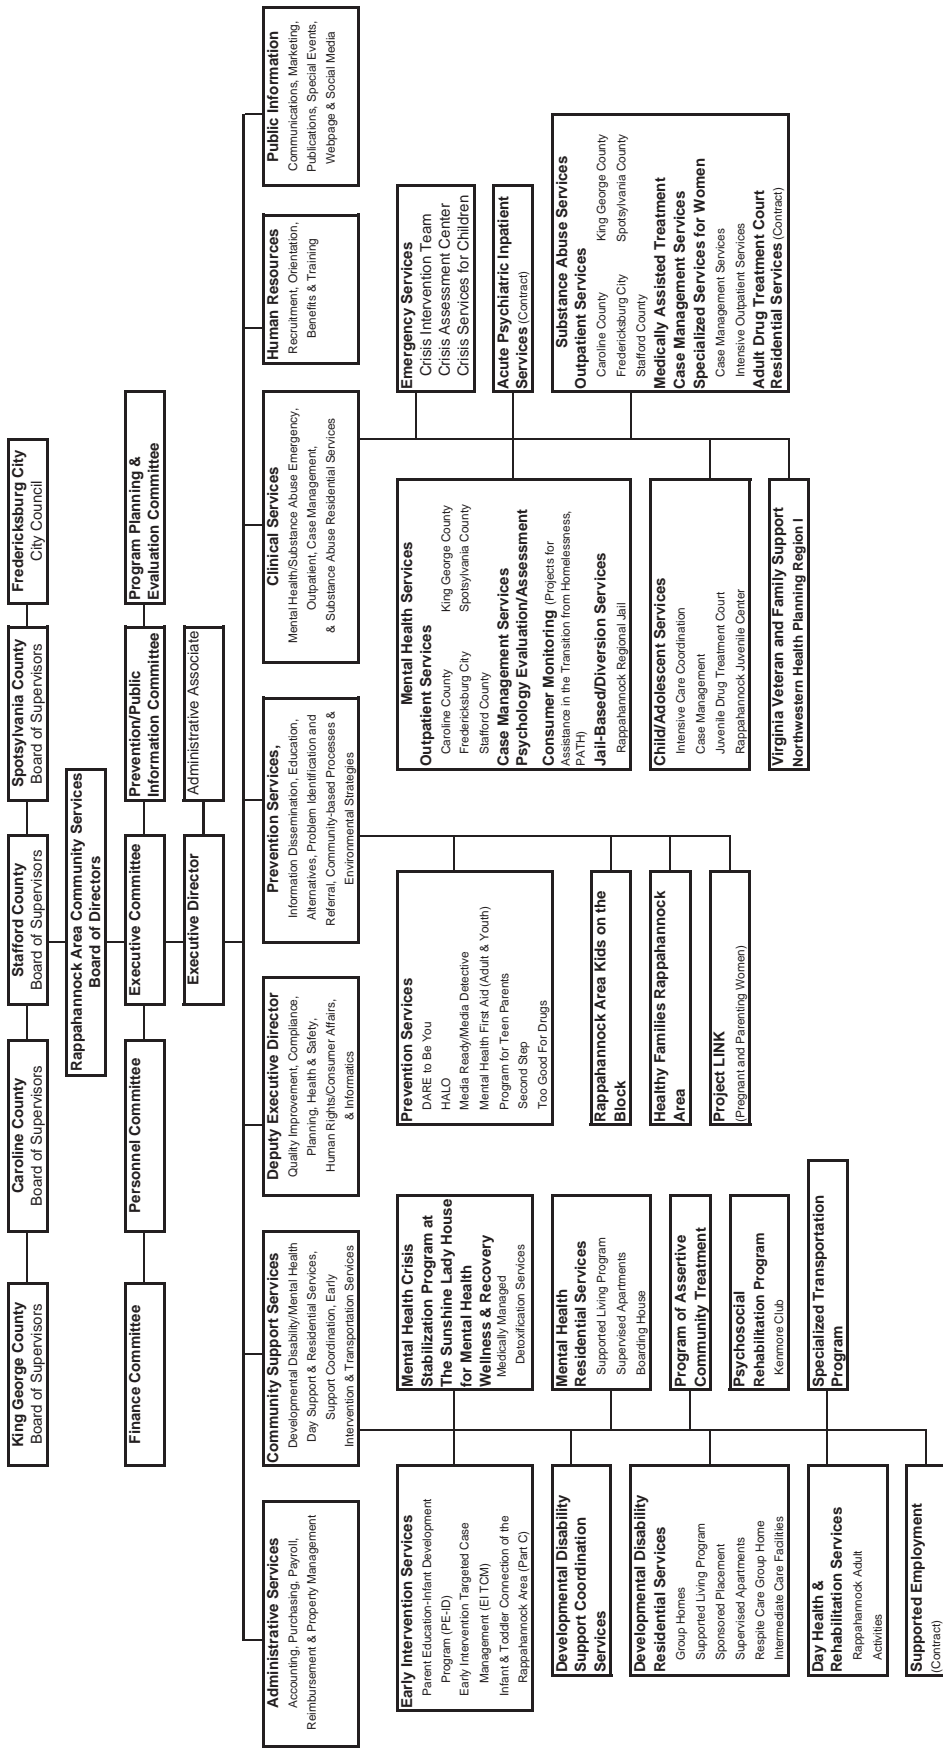 King George County
Board of Supervisors
Caroline County
Board of Supervisors
Stafford County
Board of Supervisors
Spotsylvania County
Board of Supervisors
Fredericksburg City
City Council
Rappahannock Area Community Services
Board of Directors
Finance Committee
Personnel Committee
Executive Committee
Prevention/Public
Information Committee
Program Planning &
Evaluation Committee
Executive Director
Administrative Associate
Administrative Services
Accounting, Purchasing, Payroll,
Reimbursement & Property Management
Community Support Services
Developmental Disability/Mental Health
Day Support & Residential Services,
Support Coordination, Early
Intervention & Transportation Services
Deputy Executive Director
Quality Improvement, Compliance,
Planning, Health & Safety,
Human Rights/Consumer Affairs,
& Informatics
Prevention Services,
Information Dissemination, Education,
Alternatives, Problem Identification and
Referral, Community-based Processes &
Environmental Strategies
Clinical Services
Mental Health/Substance Abuse Emergency,
Outpatient, Case Management,
& Substance Abuse Residential Services
Human Resources
Recruitment, Orientation,
Benefits & Training
Public Information
Communications, Marketing,
Publications, Special Events,
Webpage & Social Media
Early Intervention Services
Parent Education-Infant Development
Program (PE-ID)
Early Intervention Targeted Case
Management (EI TCM)
Infant & Toddler Connection of the
Rappahannock Area (Part C)
Developmental Disability
Support Coordination
Services
Developmental Disability
Residential Services
Group Homes
Supported Living Program
Sponsored Placement
Supervised Apartments
Respite Care Group Home
Intermediate Care Facilities
Day Health &
Rehabilitation Services
Rappahannock Adult
Activities
Supported Employment
(Contract)
Mental Health Crisis
Stabilization Program at
The Sunshine Lady House
for Mental Health
Wellness & Recovery
Medically Managed
Detoxification Services
Mental Health
Residential Services
Supported Living Program
Supervised Apartments
Boarding House
Program of Assertive
Community Treatment
Psychosocial
Rehabilitation Program
Kenmore Club
Specialized Transportation
Program
Prevention Services
DARE to Be You
HALO
Media Ready/Media Detective
Mental Health First Aid (Adult & Youth)
Program for Teen Parents
Second Step
Too Good For Drugs
Rappahannock Area Kids on the
Block
Healthy Families Rappahannock
Area
Project LINK
(Pregnant and Parenting Women)
Mental Health Services
Outpatient Services
Caroline County King George County
Fredericksburg City Spotsylvania County
Stafford County
Case Management Services
Psychology Evaluation/Assessment
Consumer Monitoring (Projects for
Assistance in the Transition from Homelessness,
PATH)
Jail-Based/Diversion Services
Rappahannock Regional Jail
Child/Adolescent Services
Intensive Care Coordination
Case Management
Juvenile Drug Treatment Court
Rappahannock Juvenile Center
Virginia Veteran and Family Support
Northwestern Health Planning Region I
Emergency Services
Crisis Intervention Team
Crisis Assessment Center
Crisis Services for Children
Acute Psychiatric Inpatient
Services (Contract)
Substance Abuse Services
Outpatient Services
Caroline County King George County
Fredericksburg City Spotsylvania County
Stafford County
Medically Assisted Treatment
Case Management Services
Specialized Services for Women
Case Management Services
Intensive Outpatient Services
Adult Drug Treatment Court
Residential Services (Contract)